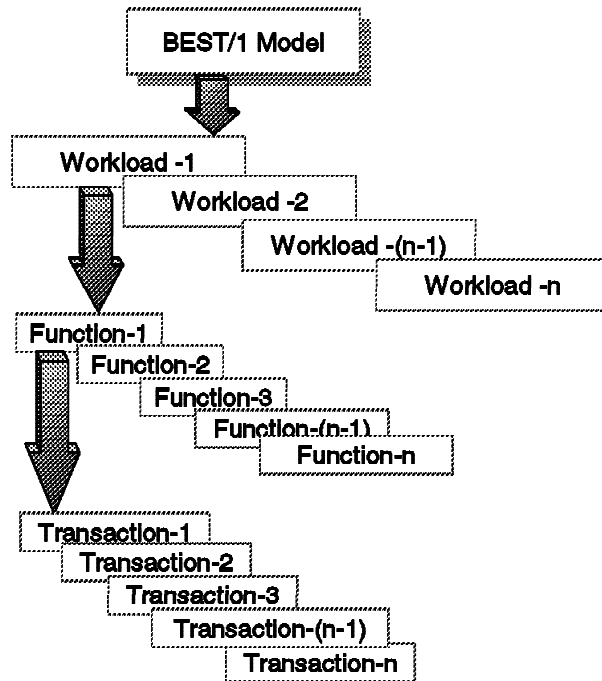 BEST/1 Model
Workload -1
Workload -2
Workload -(n-1)
Workload -n
Function-1
Function-2
Function-3
Function-(n-1)
Function-n
Transaction-1
Transaction-2
Transaction-3
Transaction-(n-1)
Transaction-n